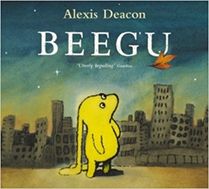 Alexis Deacon
BEEGU
'Utterly beguiling' Guardian